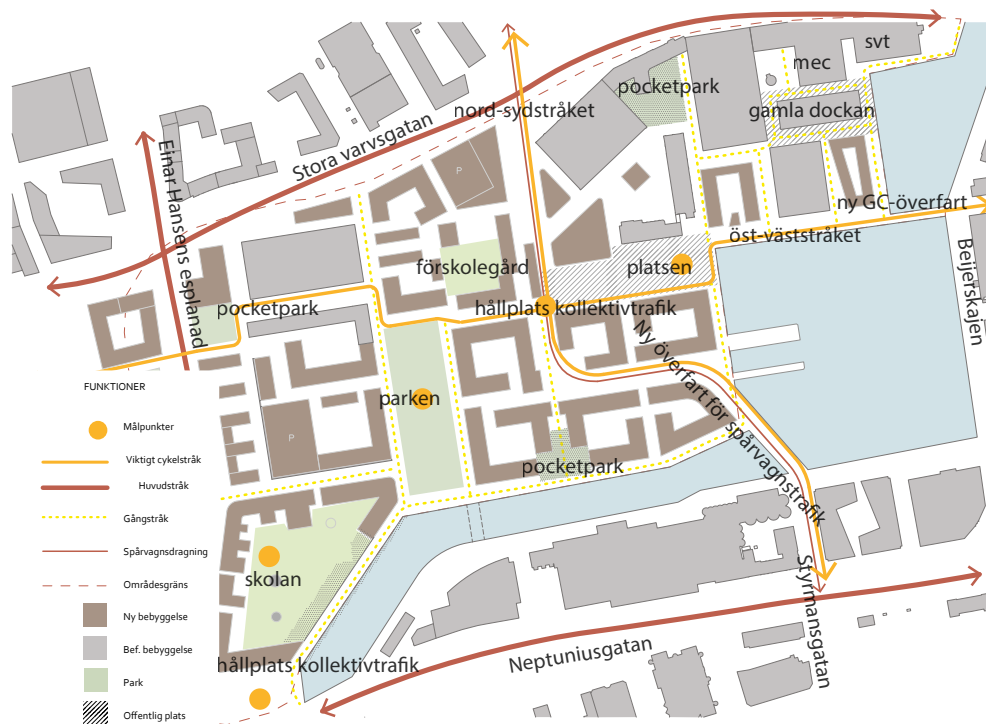 svt
mec
pocketpark
nord-sydstråket
gamla dockan
Stora varvsgatan
P
Einar Hansens esplanad
ny GC-överfart
öst-väststråket
Beijerskajen
förskolegård
platsen
pocketpark
hållplats kollektivtrafik
Ny överfart för spårvagnstrafik
parken
P
pocketpark
skolan
Styrmansgatan
Neptuniusgatan
hållplats kollektivtrafik
FUNKTIONER
Målpunkter
Viktigt cykelstråk
Huvudstråk
Gångstråk
Spårvagnsdragning
Områdesgräns
Ny bebyggelse
Bef. bebyggelse
Park
Offentlig plats